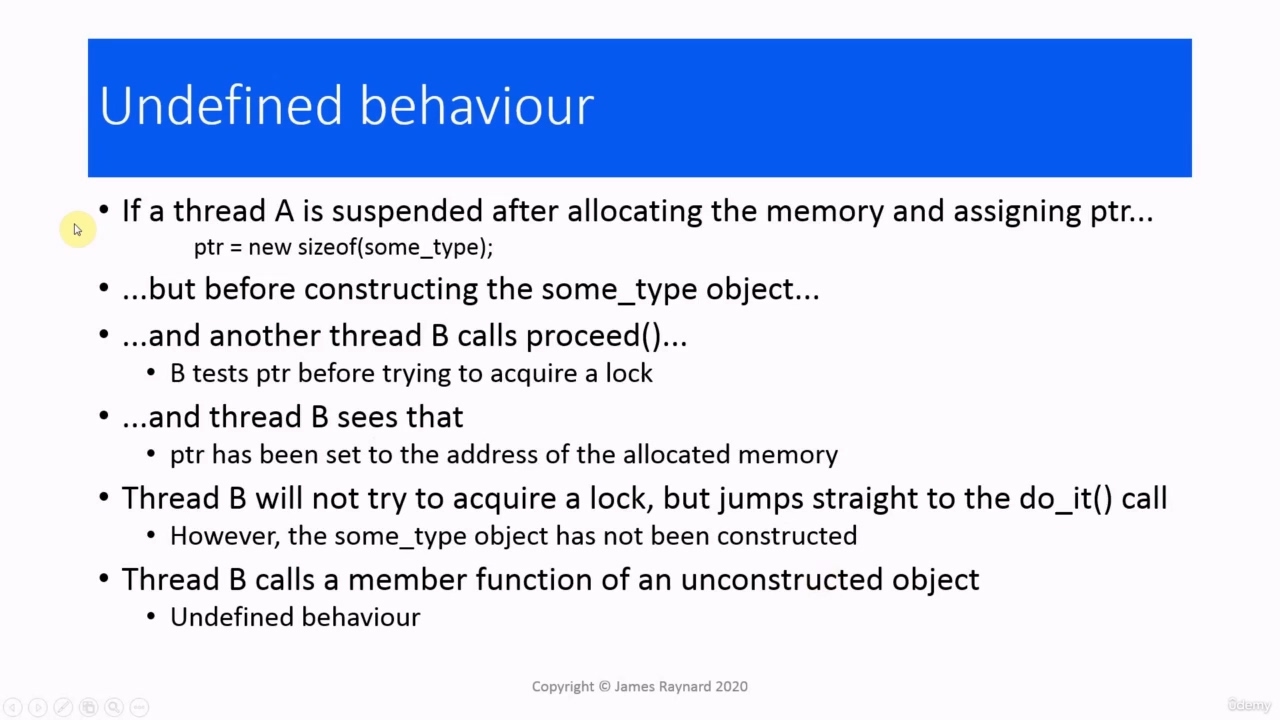 Undefined behaviour
• If a thread A is suspended after allocating the memory and assigning ptr...
ptr = new sizeof(some_type);
• ...but before constructing the some_type object...
• ...and another thread B calls proceed()...
• B tests ptr before trying to acquire a lock
• ...and thread B sees that
• ptr has been set to the address of the allocated memory
• Thread B will not try to acquire a lock, but jumps straight to the do_it() call
• However, the some_type object has not been constructed
• Thread B calls a member function of an unconstructed object
• Undefined behaviour
Copyright © James Raynard 2020
ûdemy